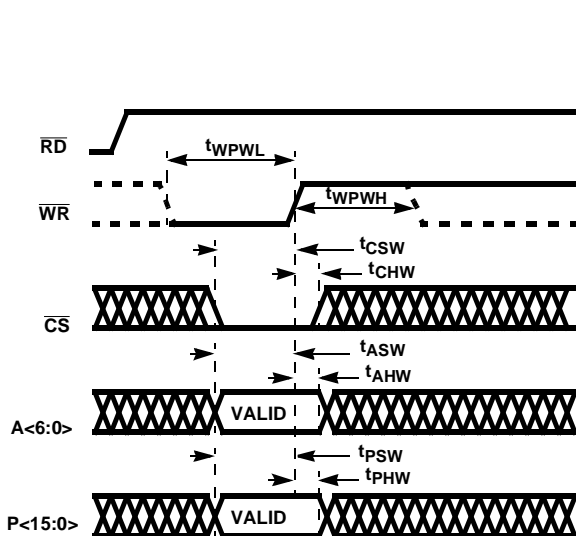 RD
tWPWL
WR
tWPWH
tCSW
tCHW
CS
tASW
tAHW
A<6:0>
VALID
tPSW
tPHW
P<15:0>
VALID